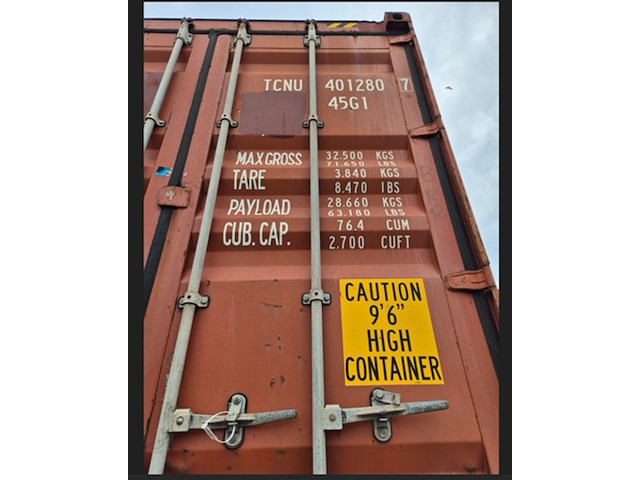 TCNU 401280 7
45G1
MAX GROSS 32.500 KGS
71.650 LBS
TARE 3.840 KGS
8.470 IBS
PAYLOAD 28.660 KGS
63.180 LBS
CUB. CAP. 76.4 CUM
2.700 CUFT
CAUTION
9'6"
HIGH
CONTAINER